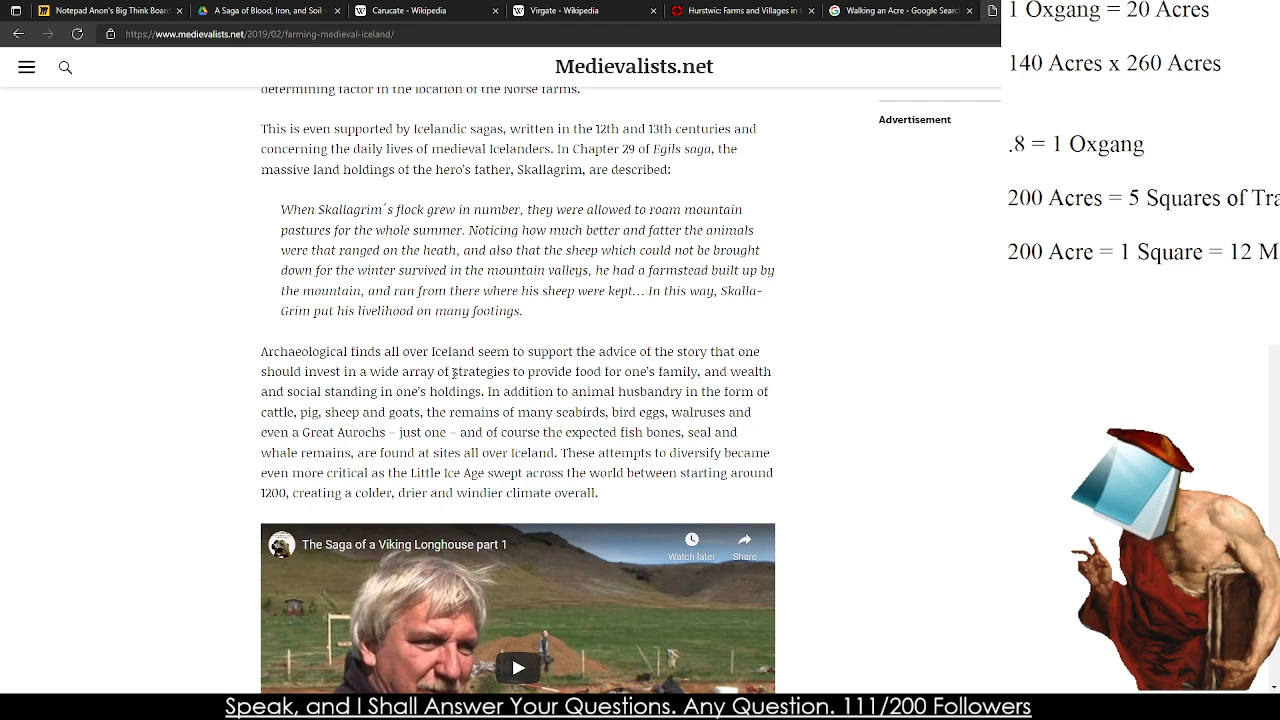 Notepad Anon's Big Think Board
A Saga of Blood, Iron, and Soil -
Carucate - Wikipedia
Virgate - Wikipedia
Hurstwic Farms and Villages in t
Walking an Acre - Google Search
https://www.medievalists.net/2019/02/farming-medieval-iceland/
Medievalists.net
determining factor in the location of the Norse farms.
This is even supported by Icelandic sagas, written in the 12th and 13th centuries and
concerning the daily lives of medieval Icelanders. In Chapter 29 of Egils saga, the
massive land holdings of the hero's father, Skallagrim, are described:
When Skallagrim´s flock grew in number, they were allowed to roam mountain
pastures for the whole summer. Noticing how much better and fatter the animals
were that ranged on the heath, and also that the sheep which could not be brought
down for the winter survived in the mountain valleys, he had a farmstead built up by
the mountain, and ran from there where his sheep were kept… In this way, Skalla-
Grim put his livelihood on many footings.
Archaeological finds all over Iceland seem to support the advice of the story that one
should invest in a wide array of strategies to provide food for one's family, and wealth
and social standing in one's holdings. In addition to animal husbandry in the form of
cattle, pig, sheep and goats, the remains of many seabirds, bird eggs, walruses and
even a Great Aurochs – just one – and of course the expected fish bones, seal and
whale remains, are found at sites all over Iceland. These attempts to diversify became
even more critical as the Little Ice Age swept across the world between starting around
1200, creating a colder, drier and windier climate overall.
The Saga of a Viking Longhouse part 1
Watch later
Share
Advertisement
1 Oxgang = 20 Acres
140 Acres x 260 Acres
.8 = 1 Oxgang
200 Acres = 5 Squares of Tra
200 Acre = 1 Square = 12 M
Speak, and I Shall Answer Your Questions. Any Question. 111/200 Followers